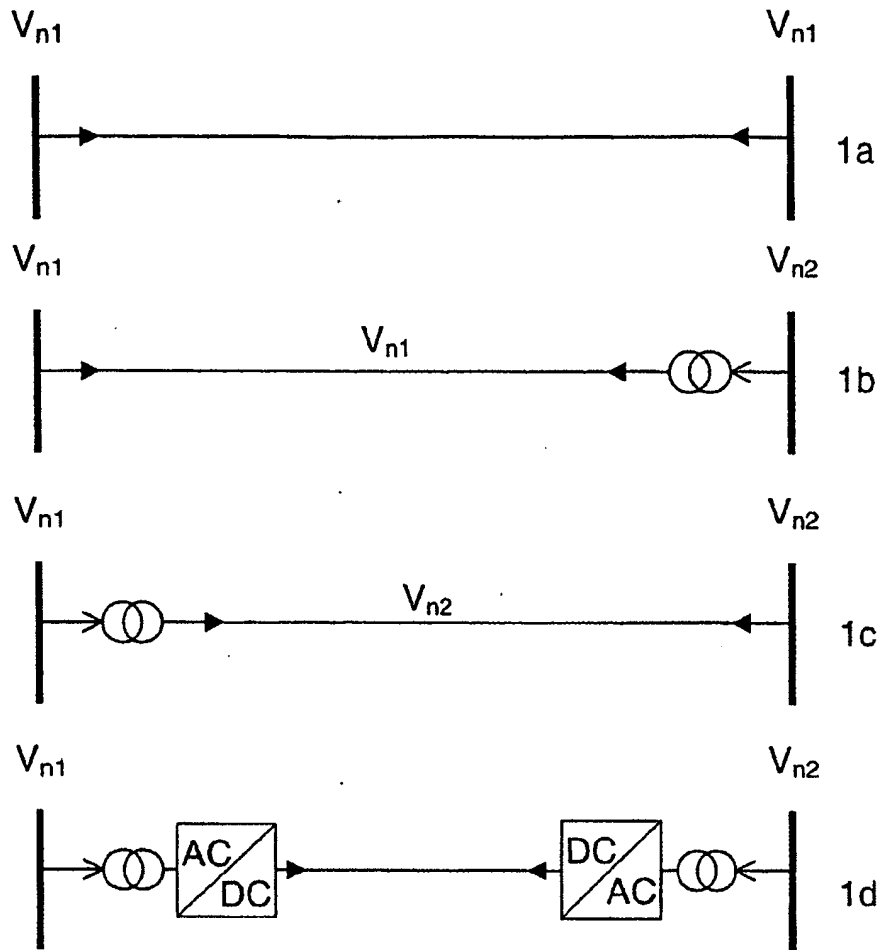 V_n1 V_n1
1a
V_n1 V_n2
V_n1
1b
V_n1 V_n2
V_n2
1c
V_n1 V_n2
AC DC DC AC
1d